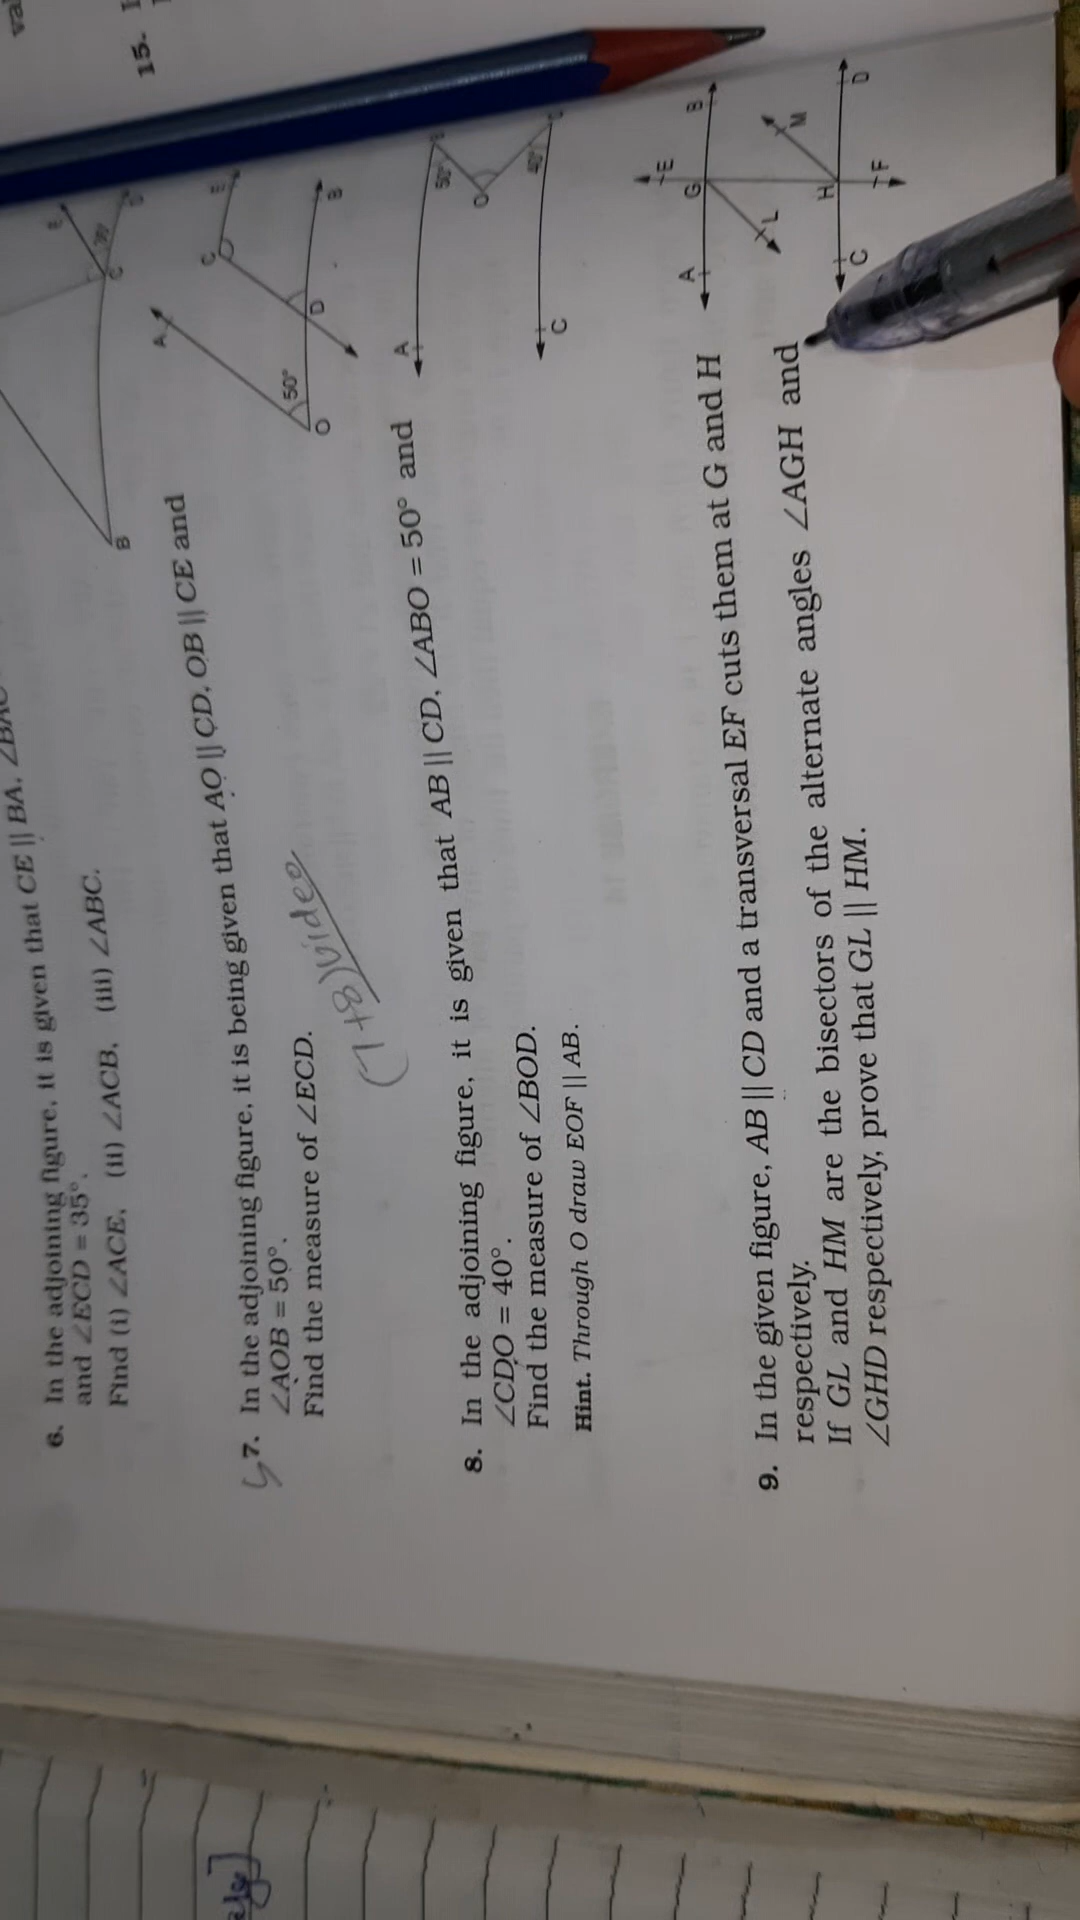 6. In the adjoining figure, it is given that CE || BA,
and ∠ECD = 35°.
Find (i) ∠ACE, (ii) ∠ACB, (iii) ∠ABC.
B
C
E
7. In the adjoining figure, it is being given that AO || CD, OB || CE and
∠AOB = 50°.
Find the measure of ∠ECD.
(7+8) video
A
C
E
50°
O
D
B
8. In the adjoining figure, it is given that AB || CD, ∠ABO = 50° and
∠CDO = 40°.
Find the measure of ∠BOD.
Hint. Through O draw EOF || AB.
A
50°
O
40°
C
9. In the given figure, AB || CD and a transversal EF cuts them at G and H
respectively.
If GL and HM are the bisectors of the alternate angles ∠AGH and
∠GHD respectively, prove that GL || HM.
E
A
G
B
L
M
H
C
D
F
15.